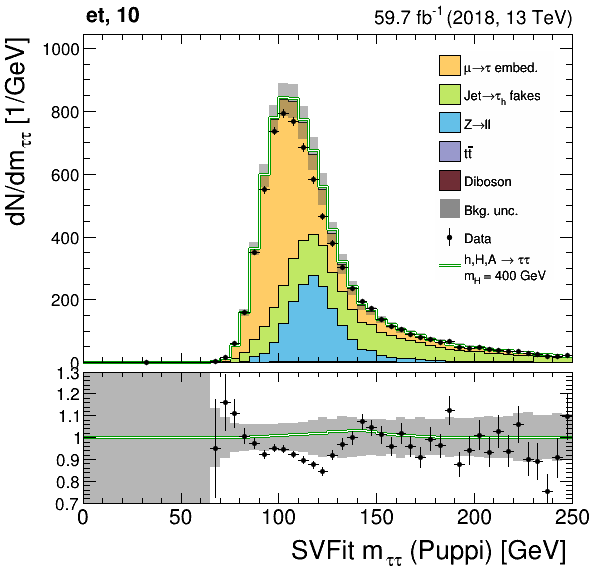 et, 10
59.7 fb⁻¹ (2018, 13 TeV)
dN/dmττ [1/GeV]
1000
800
600
400
200
0
μ→τ embed.
Jet→τh fakes
Z→ll
tt̄
Diboson
Bkg. unc.
Data
h,H,A → ττ
mH = 400 GeV
1.3
1.2
1.1
1
0.9
0.8
0.7
0 50 100 150 200 250
SVFit mττ (Puppi) [GeV]